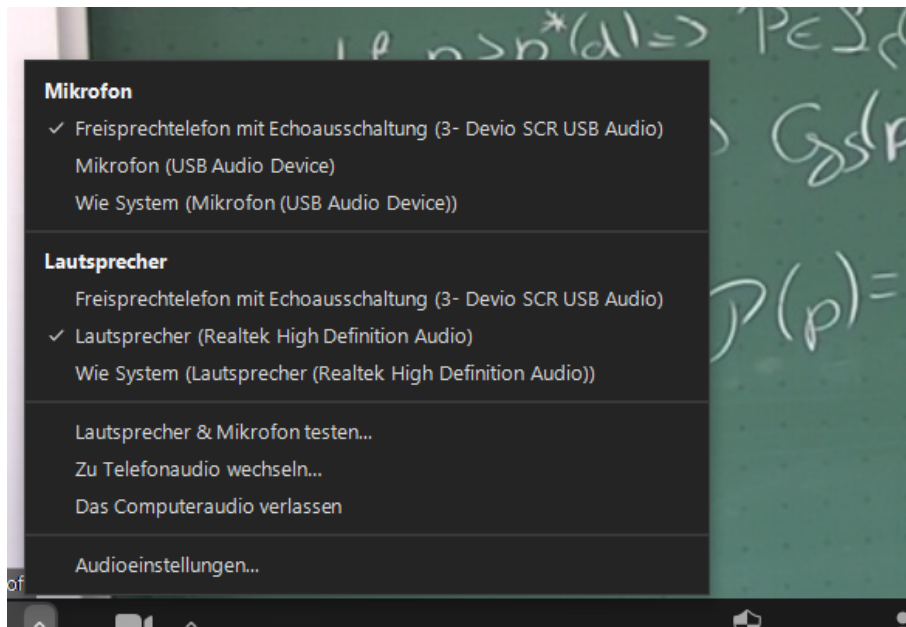 p > p*(d) => P∈
Mikrofon
✓ Freisprechtelefon mit Echoausschaltung (3- Devio SCR USB Audio)
Mikrofon (USB Audio Device)
Wie System (Mikrofon (USB Audio Device))
Lautsprecher
Freisprechtelefon mit Echoausschaltung (3- Devio SCR USB Audio)
✓ Lautsprecher (Realtek High Definition Audio)
Wie System (Lautsprecher (Realtek High Definition Audio))
P(p)=
Lautsprecher & Mikrofon testen...
Zu Telefonaudio wechseln...
Das Computeraudio verlassen
Audioeinstellungen...
of